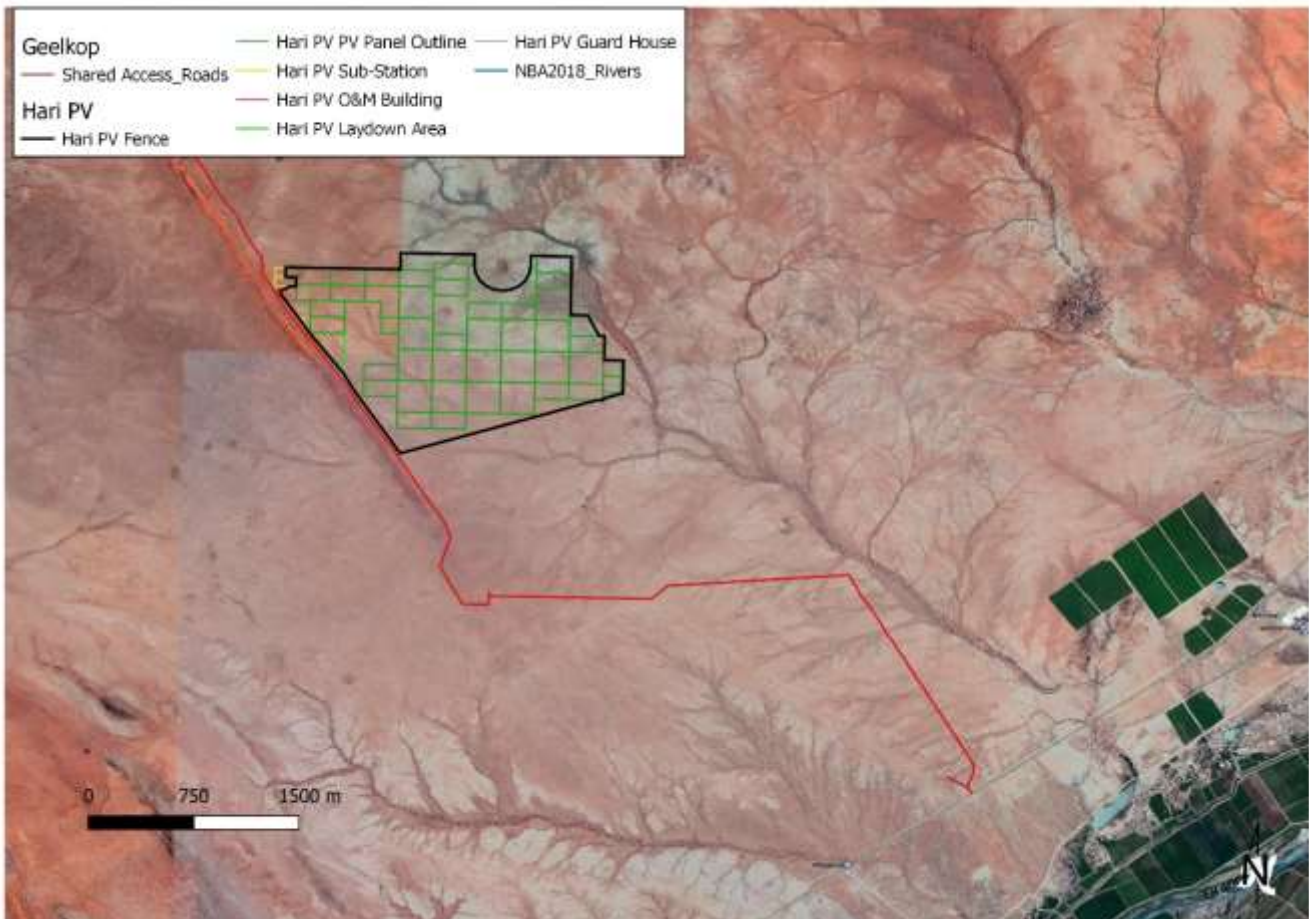 Geelkop
Shared Access_Roads
Hari PV
Hari PV Fence
Hari PV PV Panel Outline
Hari PV Sub-Station
Hari PV O&M Building
Hari PV Laydown Area
Hari PV Guard House
NBA2018_Rivers
0 750 1500 m
N